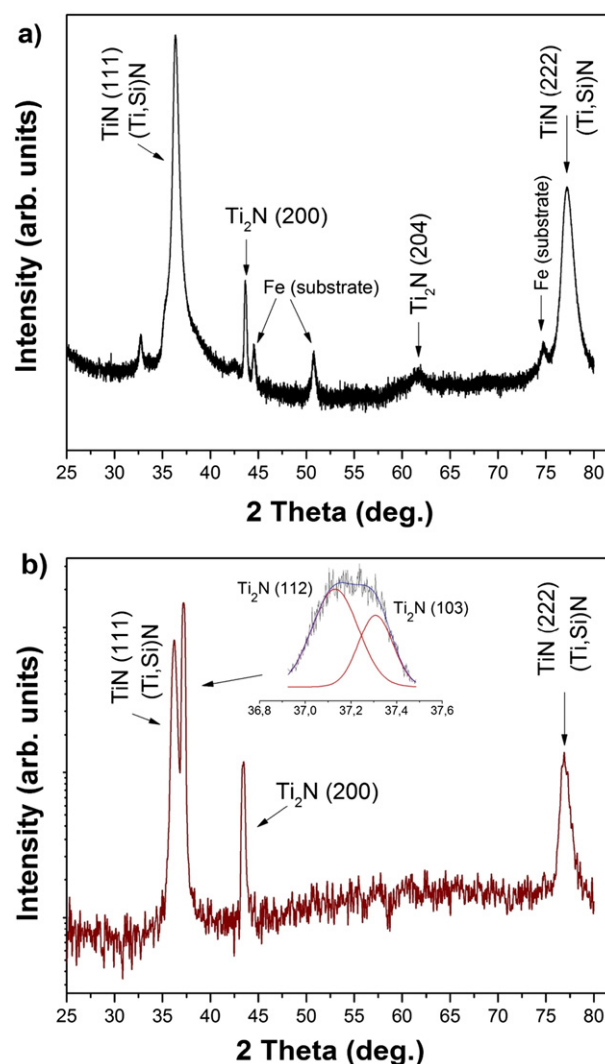 a)
Intensity (arb. units)
TiN (111)
(Ti,Si)N
Ti₂N (200)
Fe (substrate)
Ti₂N (204)
Fe (substrate)
TiN (222)
(Ti,Si)N
25 30 35 40 45 50 55 60 65 70 75 80
2 Theta (deg.)
b)
Intensity (arb. units)
TiN (111)
(Ti,Si)N
Ti₂N (112)
Ti₂N (103)
36,8 37,0 37,2 37,4 37,6
Ti₂N (200)
TiN (222)
(Ti,Si)N
25 30 35 40 45 50 55 60 65 70 75 80
2 Theta (deg.)